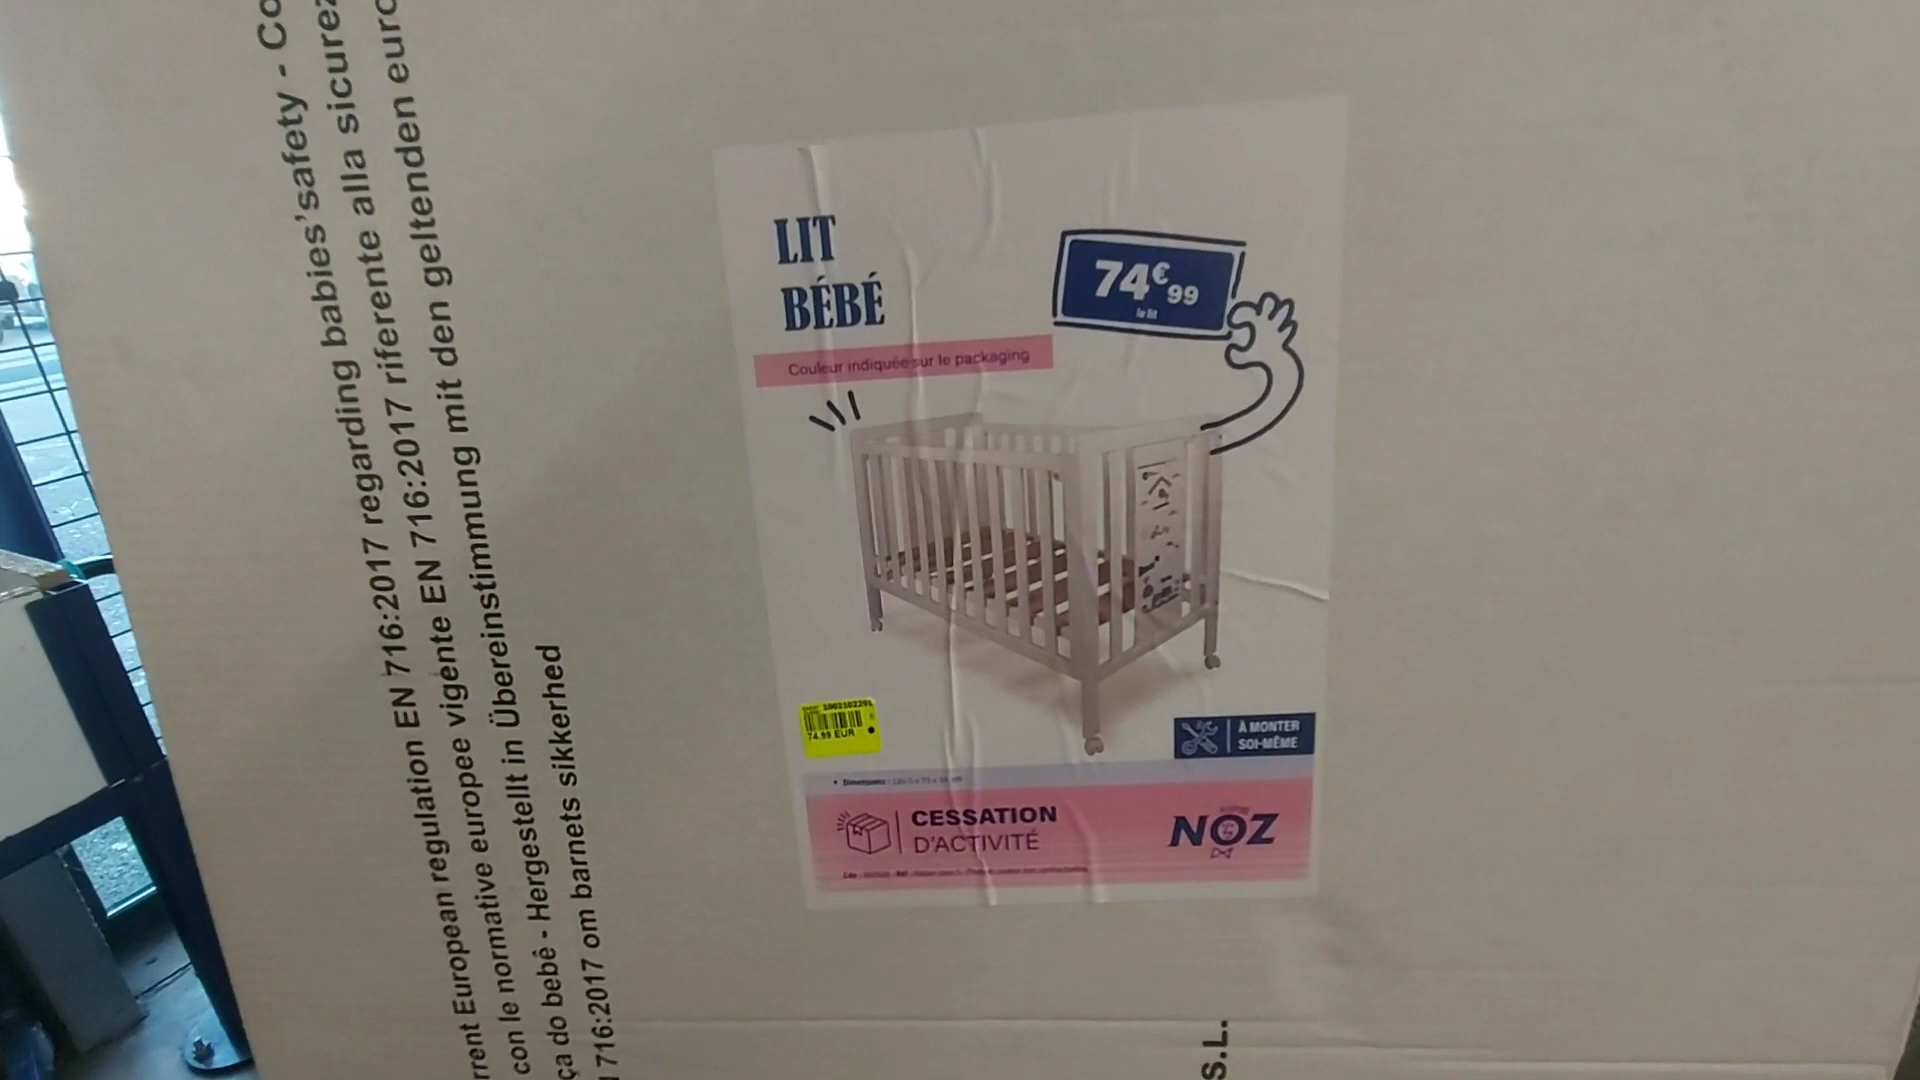 rrent European regulation EN 716:2017 regarding babies'safety - Co
con le normative europee vigente EN 716:2017 riferente alla sicurez
ça do bebê - Hergestellt in Übereinstimmung mit den geltenden euro
716:2017 om barnets sikkerhed
LIT
BÉBÉ
74€99
le lit
Couleur indiquée sur le packaging
1002102291
74.99 EUR
À MONTER
SOI-MÊME
• Dimensions :
CESSATION
D'ACTIVITÉ
NOZ
S.L.